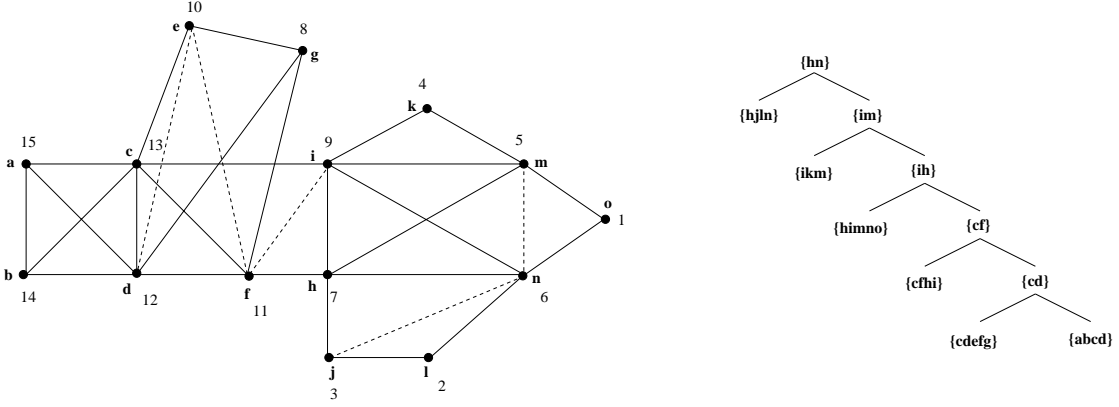 10
e
8
g
4
k
15
a
c 13
9
i
5
m
o
1
b
14
d
12
f
11
h
7
n
6
j
3
l
2
{hn}
{hjln} {im}
{ikm} {ih}
{himno} {cf}
{cfhi} {cd}
{cdefg} {abcd}